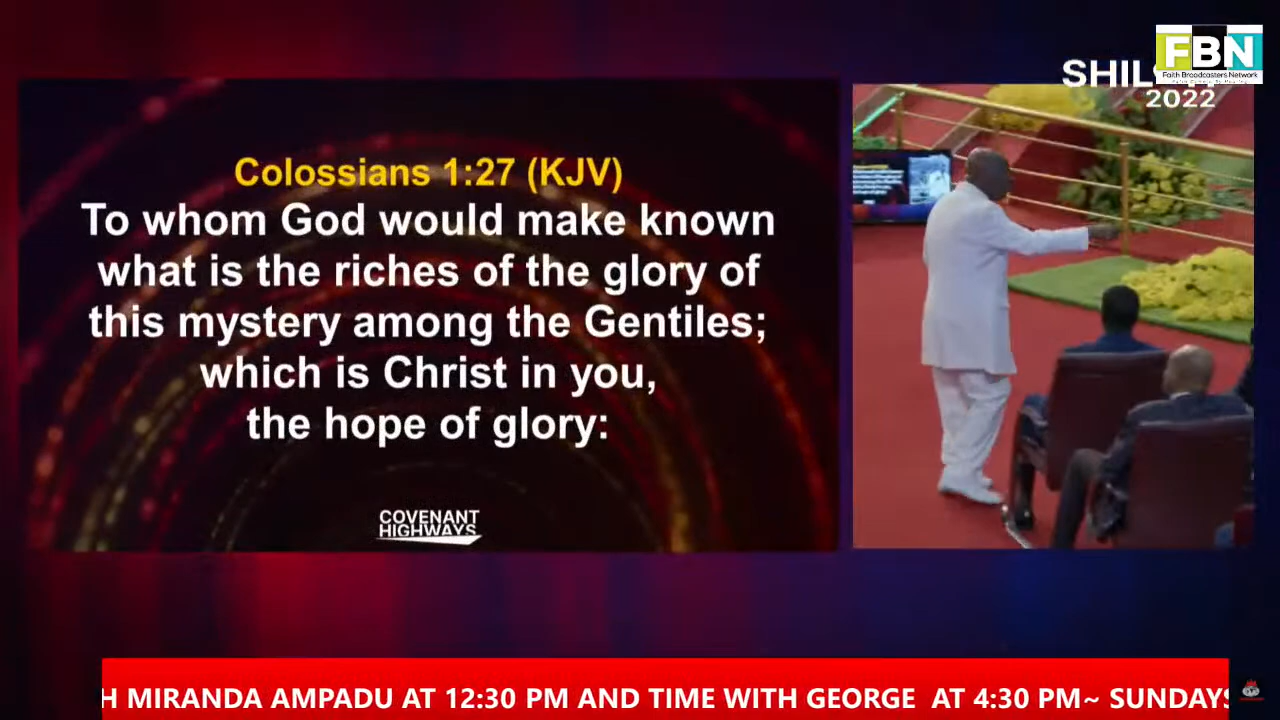 Colossians 1:27 (KJV)
To whom God would make known
what is the riches of the glory of
this mystery among the Gentiles;
which is Christ in you,
the hope of glory:
COVENANT
HIGHWAYS
FBN
Faith Broadcasters Network
2022
H MIRANDA AMPADU AT 12:30 PM AND TIME WITH GEORGE AT 4:30 PM~ SUNDAYS